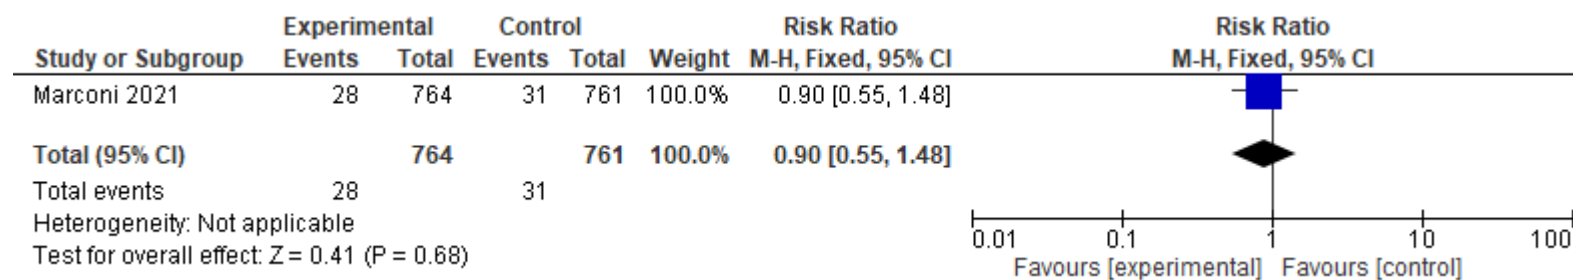 Experimental Control Risk Ratio Risk Ratio
Study or Subgroup Events Total Events Total Weight M-H, Fixed, 95% CI M-H, Fixed, 95% CI
Marconi 2021 28 764 31 761 100.0% 0.90 [0.55, 1.48]
Total (95% CI) 764 761 100.0% 0.90 [0.55, 1.48]
Total events 28 31
Heterogeneity: Not applicable
Test for overall effect: Z = 0.41 (P = 0.68)
0.01 0.1 1 10 100
Favours [experimental] Favours [control]